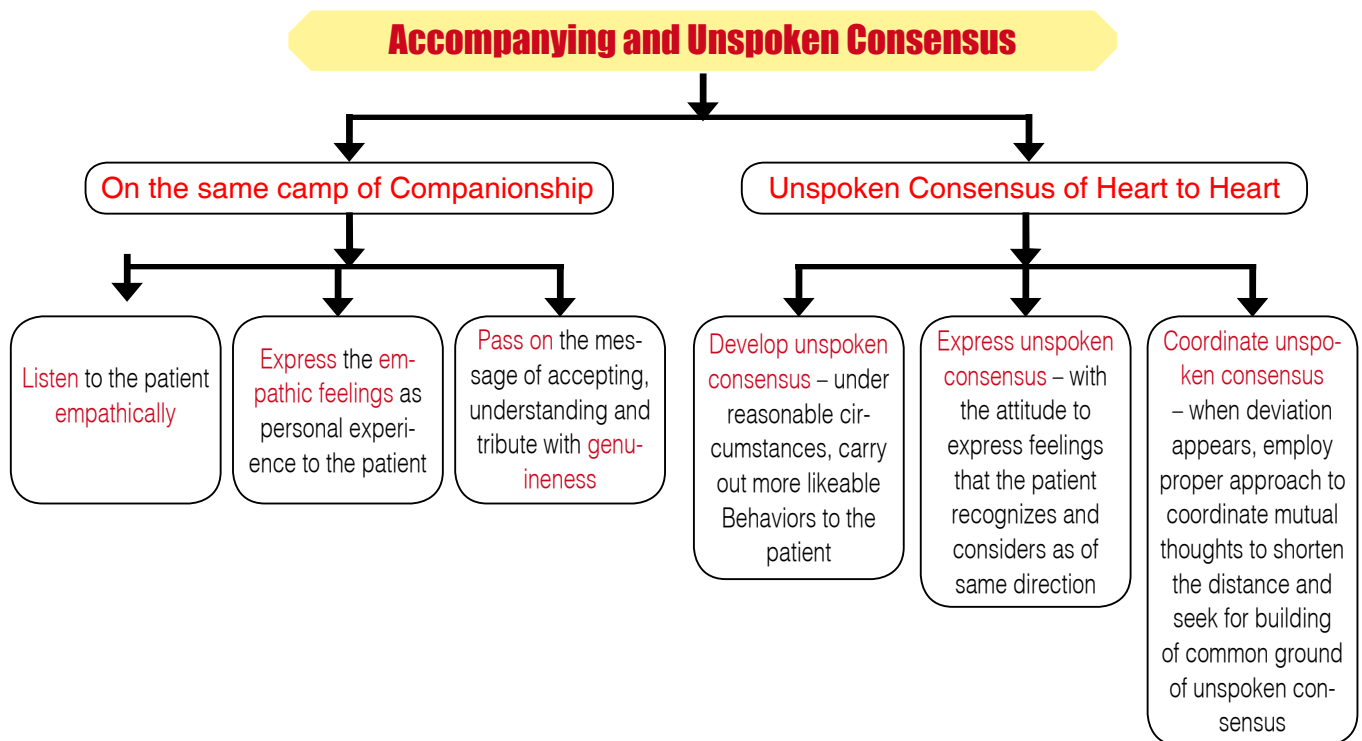 Accompanying and Unspoken Consensus
On the same camp of Companionship
Unspoken Consensus of Heart to Heart
Listen to the patient
empathically
Express the em-
pathic feelings as
personal experi-
ence to the patient
Pass on the mes-
sage of accepting,
understanding and
tribute with genu-
ineness
Develop unspoken
consensus – under
reasonable cir-
cumstances, carry
out more likeable
Behaviors to the
patient
Express unspoken
consensus – with
the attitude to
express feelings
that the patient
recognizes and
considers as of
same direction
Coordinate unspo-
ken consensus
– when deviation
appears, employ
proper approach to
coordinate mutual
thoughts to shorten
the distance and
seek for building
of common ground
of unspoken con-
sensus